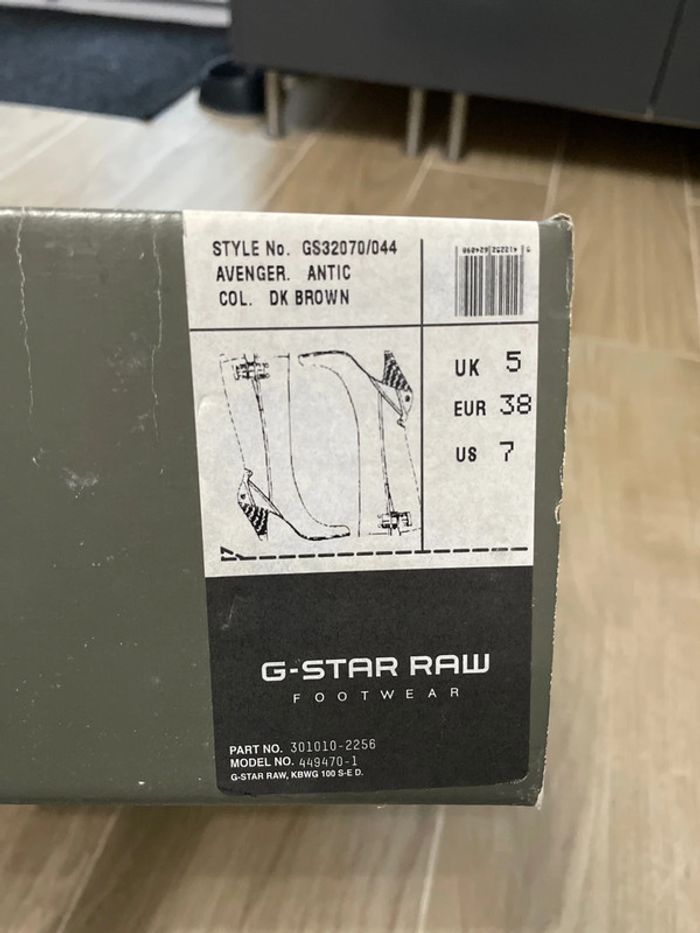 STYLE No. GS32070/044
AVENGER. ANTIC
COL. DK BROWN
UK 5
EUR 38
US 7
G-STAR RAW
FOOTWEAR
PART NO. 301010-2256
MODEL NO. 449470-1
G-STAR RAW, KBWG 100 S-E D.